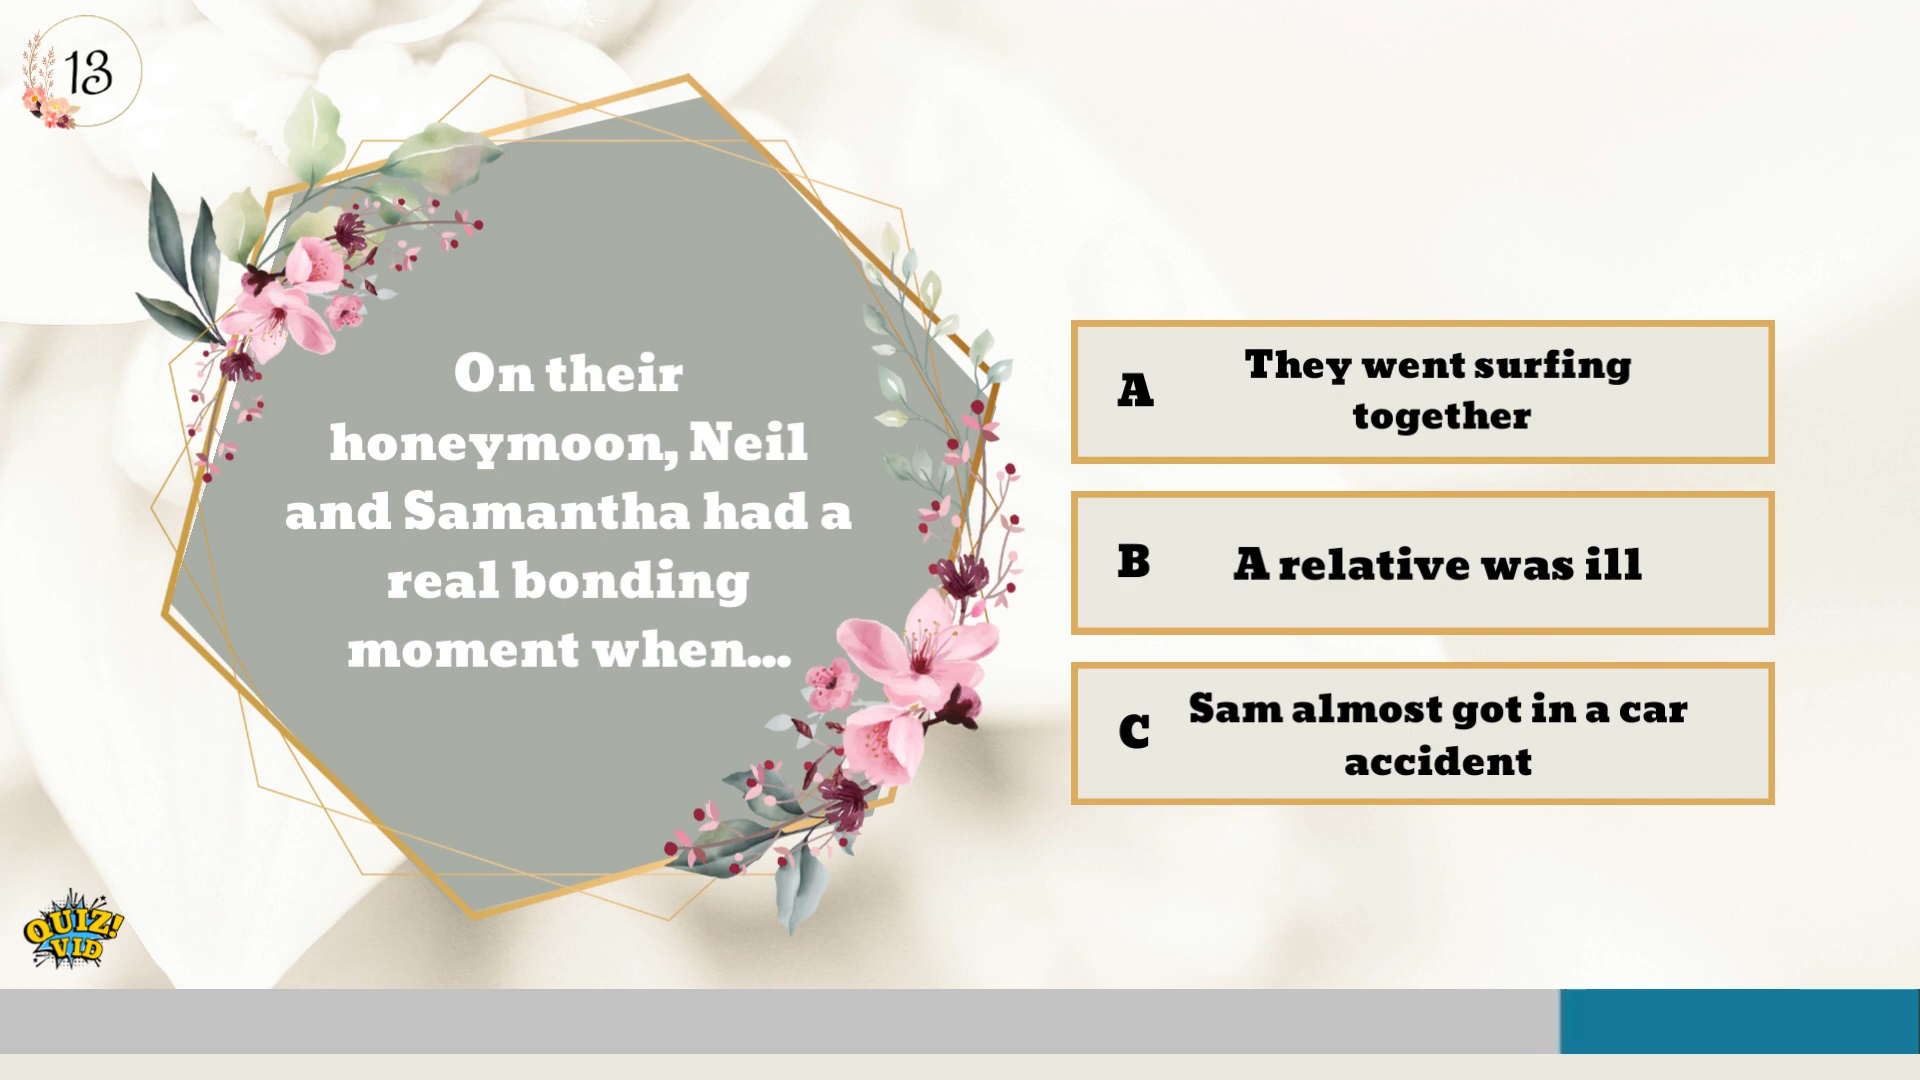 13
On their
honeymoon, Neil
and Samantha had a
real bonding
moment when...
A
They went surfing
together
B
A relative was ill
C
Sam almost got in a car
accident
QUIZ!
VID